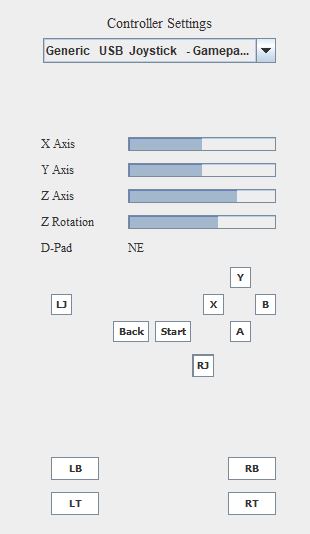 Controller Settings
Generic USB Joystick - Gamepa...
X Axis
Y Axis
Z Axis
Z Rotation
D-Pad NE
Y
LJ X B
Back Start A
RJ
LB RB
LT RT